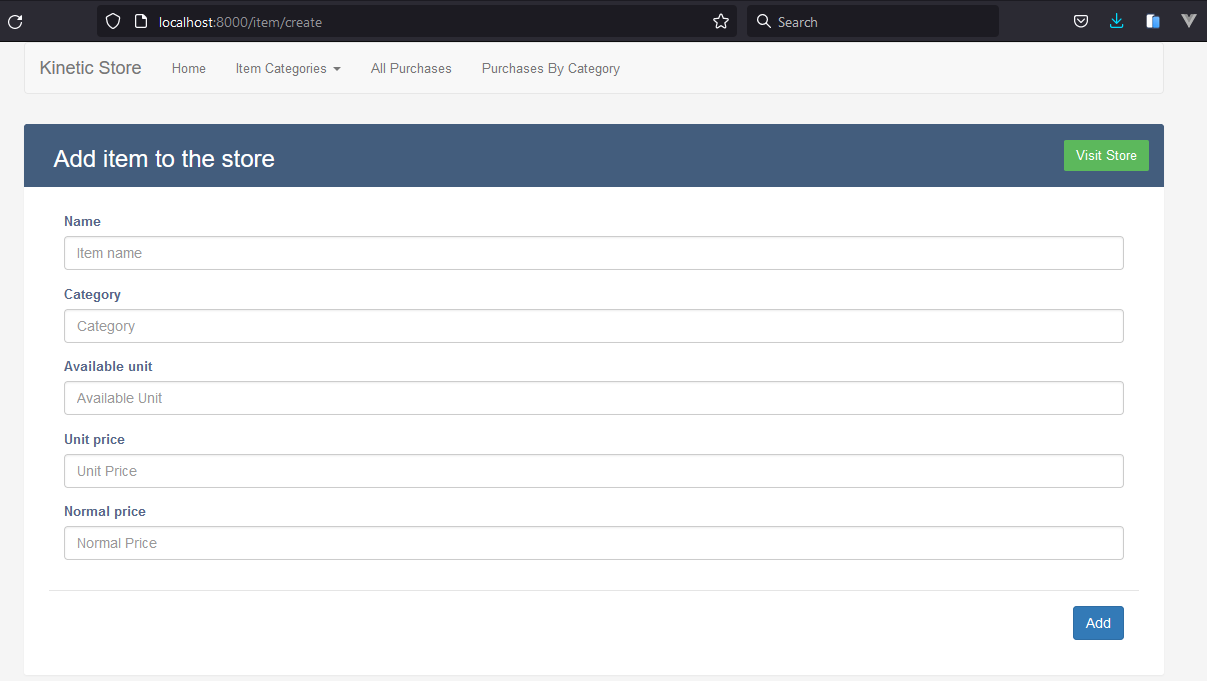 localhost:8000/item/create Search
Kinetic Store Home Item Categories All Purchases Purchases By Category
Add item to the store Visit Store
Name
Item name
Category
Category
Available unit
Available Unit
Unit price
Unit Price
Normal price
Normal Price
Add